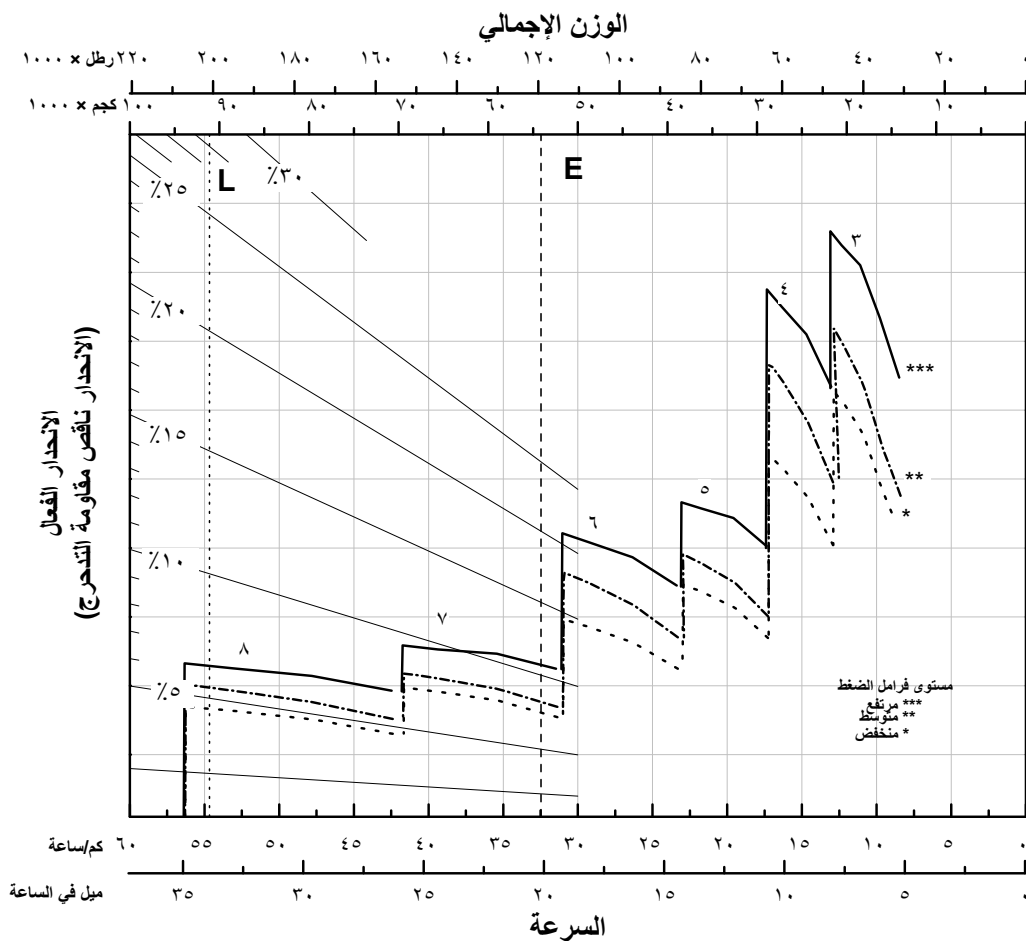 الوزن الإجمالي
رطل × ١٠٠٠ ٢٢٠ ٢٠٠ ١٨٠ ١٦٠ ١٤٠ ١٢٠ ١٠٠ ٨٠ ٦٠ ٤٠ ٢٠ ٠
كجم × ١٠٠٠ ١٠٠ ٩٠ ٨٠ ٧٠ ٦٠ ٥٠ ٤٠ ٣٠ ٢٠ ١٠ ٠
L
E
٪٣٠
٪٢٥
٪٢٠
٪١٥
٪١٠
٪٥
٣
٤
٥
٦
٧
٨
***
**
*
الانحدار الفعال
(الانحدار ناقص مقاومة التدحرج)
مستوى فرامل الضغط
*** مرتفع
** متوسط
* منخفض
كم/ساعة ٦٠ ٥٥ ٥٠ ٤٥ ٤٠ ٣٥ ٣٠ ٢٥ ٢٠ ١٥ ١٠ ٥ ٠
ميل في الساعة ٣٥ ٣٠ ٢٥ ٢٠ ١٥ ١٠ ٥ ٠
السرعة